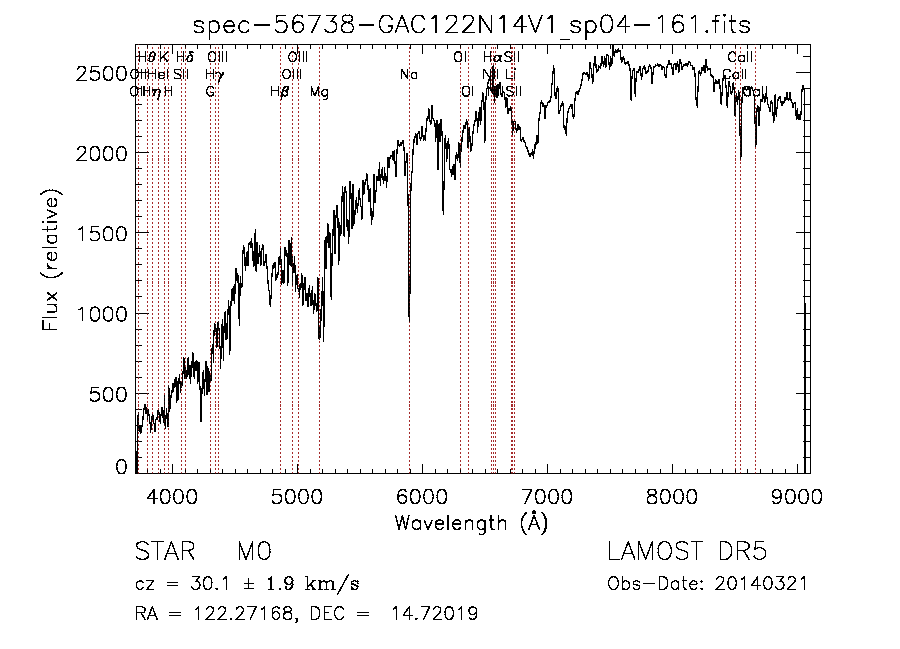 spec-56738-GAC122N14V1_sp04-161.fits
Hθ K Hδ OIII OIII OI Hα SII CaII
OII HeI SII Hγ OIII Na NII Li CaII
OII Hη H G Hβ Mg OI NII SII CaII
2500
2000
1500
1000
500
0
Flux (relative)
4000 5000 6000 7000 8000 9000
Wavelength (Å)
STAR M0 LAMOST DR5
cz = 30.1 ± 1.9 km/s Obs-Date: 20140321
RA = 122.27168, DEC = 14.72019